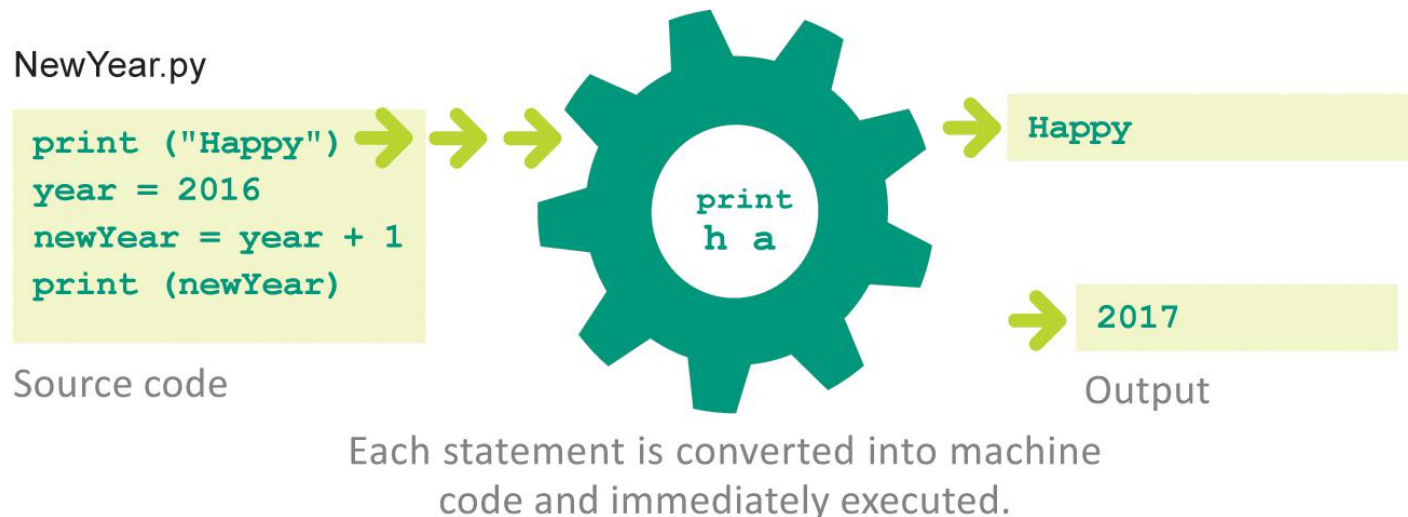 NewYear.py
print ("Happy")
year = 2016
newYear = year + 1
print (newYear)
Source code
print
h a
Happy
2017
Output
Each statement is converted into machine
code and immediately executed.